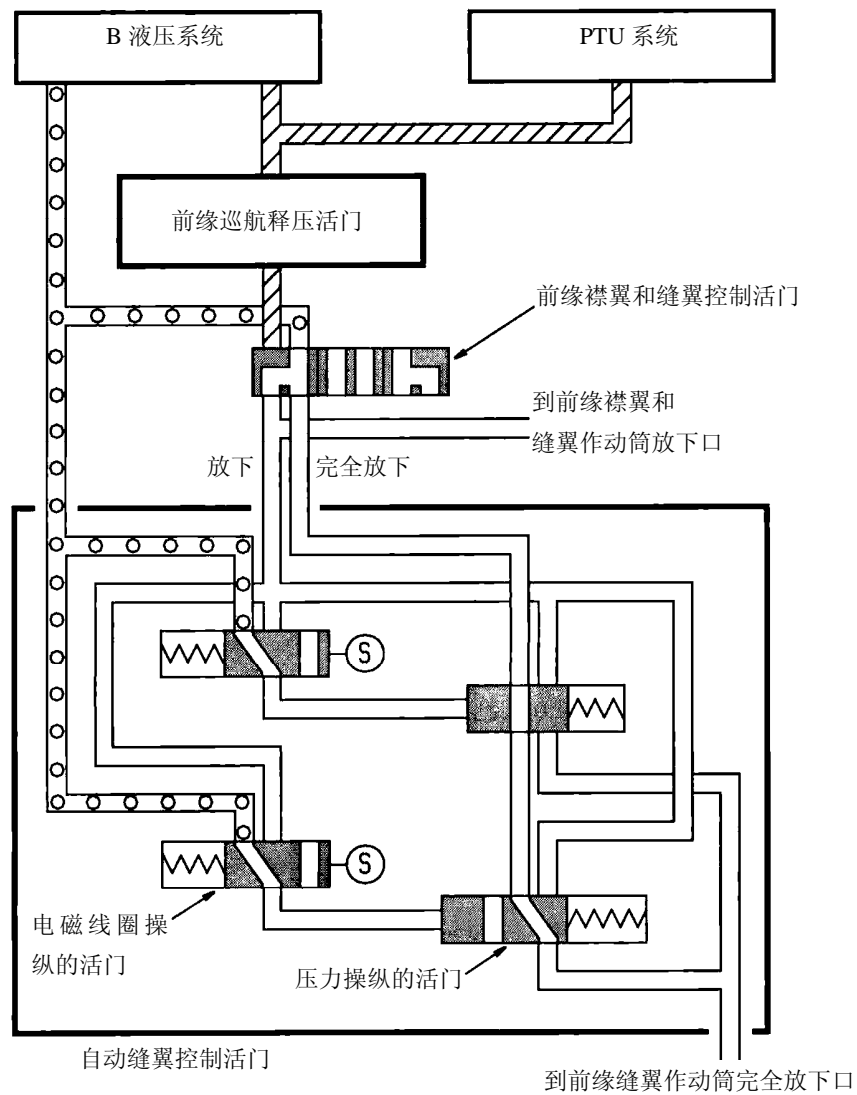 B 液压系统
PTU 系统
前缘巡航释压活门
前缘襟翼和缝翼控制活门
到前缘襟翼和
缝翼作动筒放下口
放下
完全放下
S
S
电磁线圈操
纵的活门
压力操纵的活门
自动缝翼控制活门
到前缘缝翼作动筒完全放下口